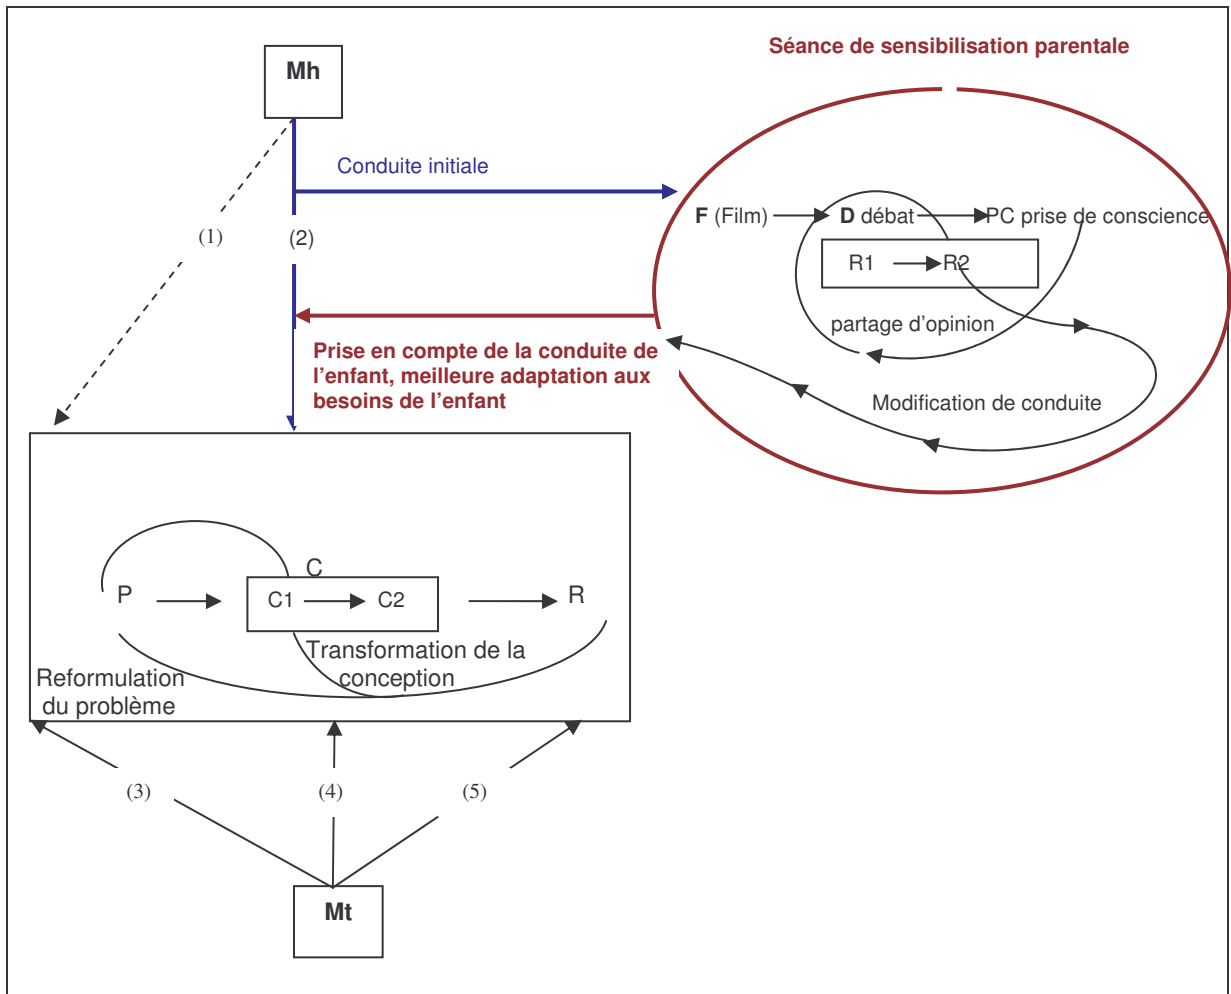 Séance de sensibilisation parentale
Mh
Conduite initiale
F (Film)
D débat
PC prise de conscience
(1)
(2)
R1
R2
partage d'opinion
Prise en compte de la conduite de
l'enfant, meilleure adaptation aux
besoins de l'enfant
Modification de conduite
C
P
C1
C2
R
Transformation de la
conception
Reformulation
du problème
(3)
(4)
(5)
Mt